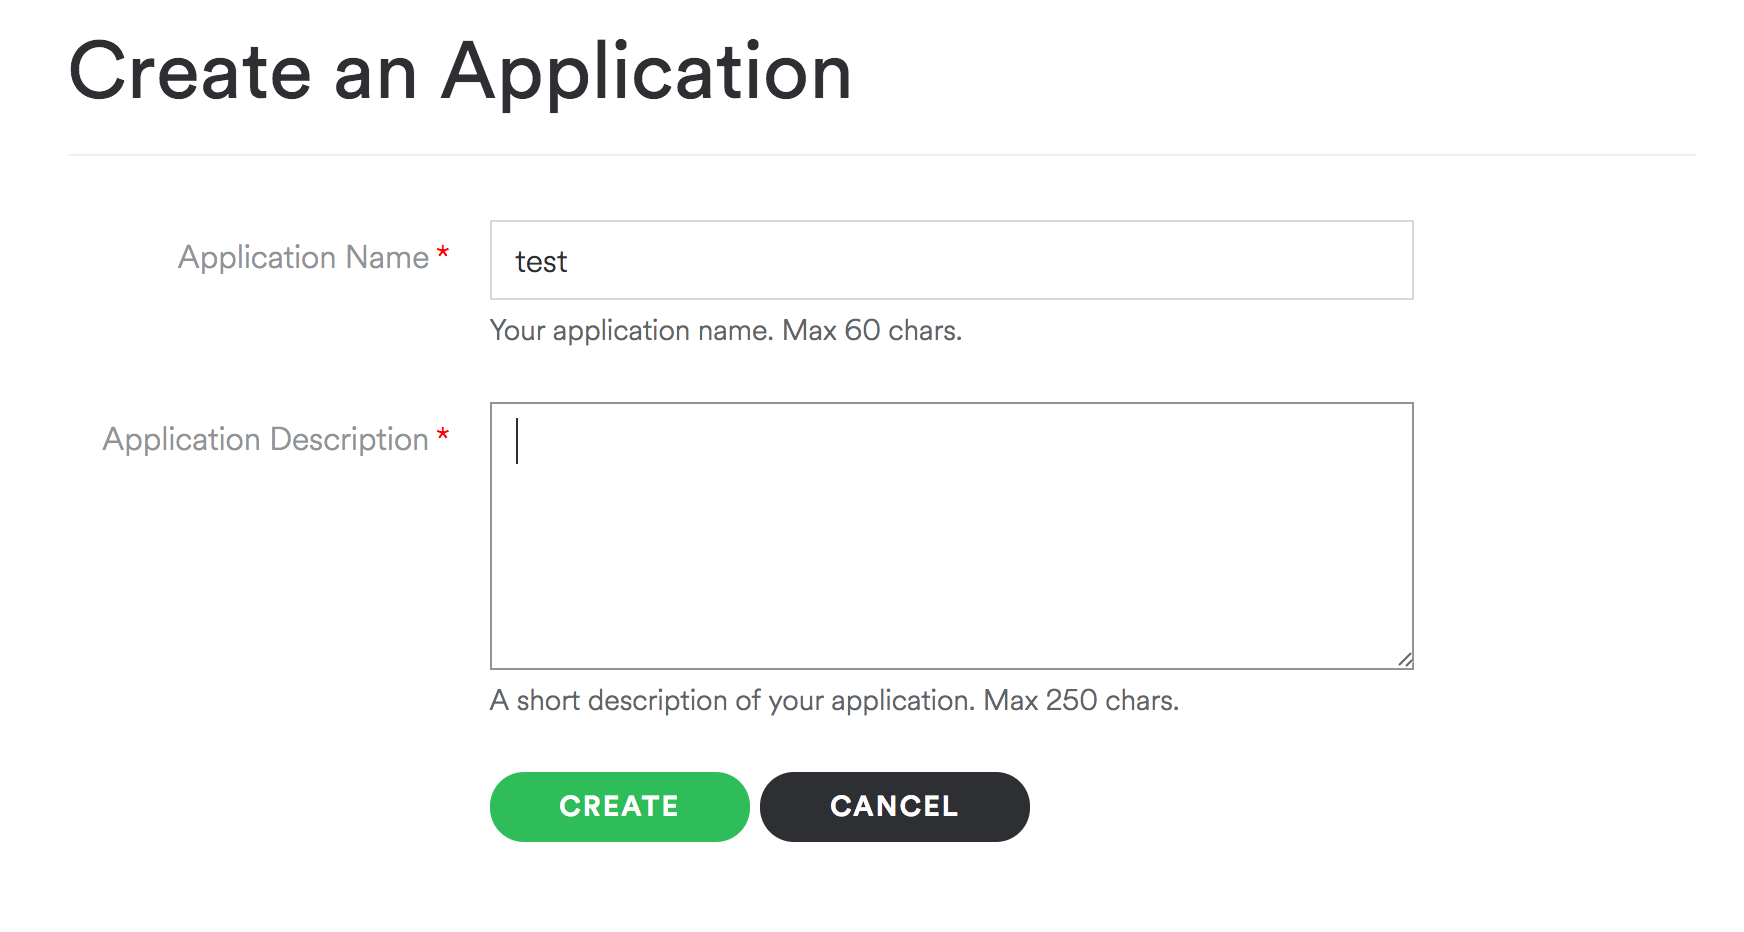 Create an Application
Application Name *
test
Your application name. Max 60 chars.
Application Description *
A short description of your application. Max 250 chars.
CREATE CANCEL